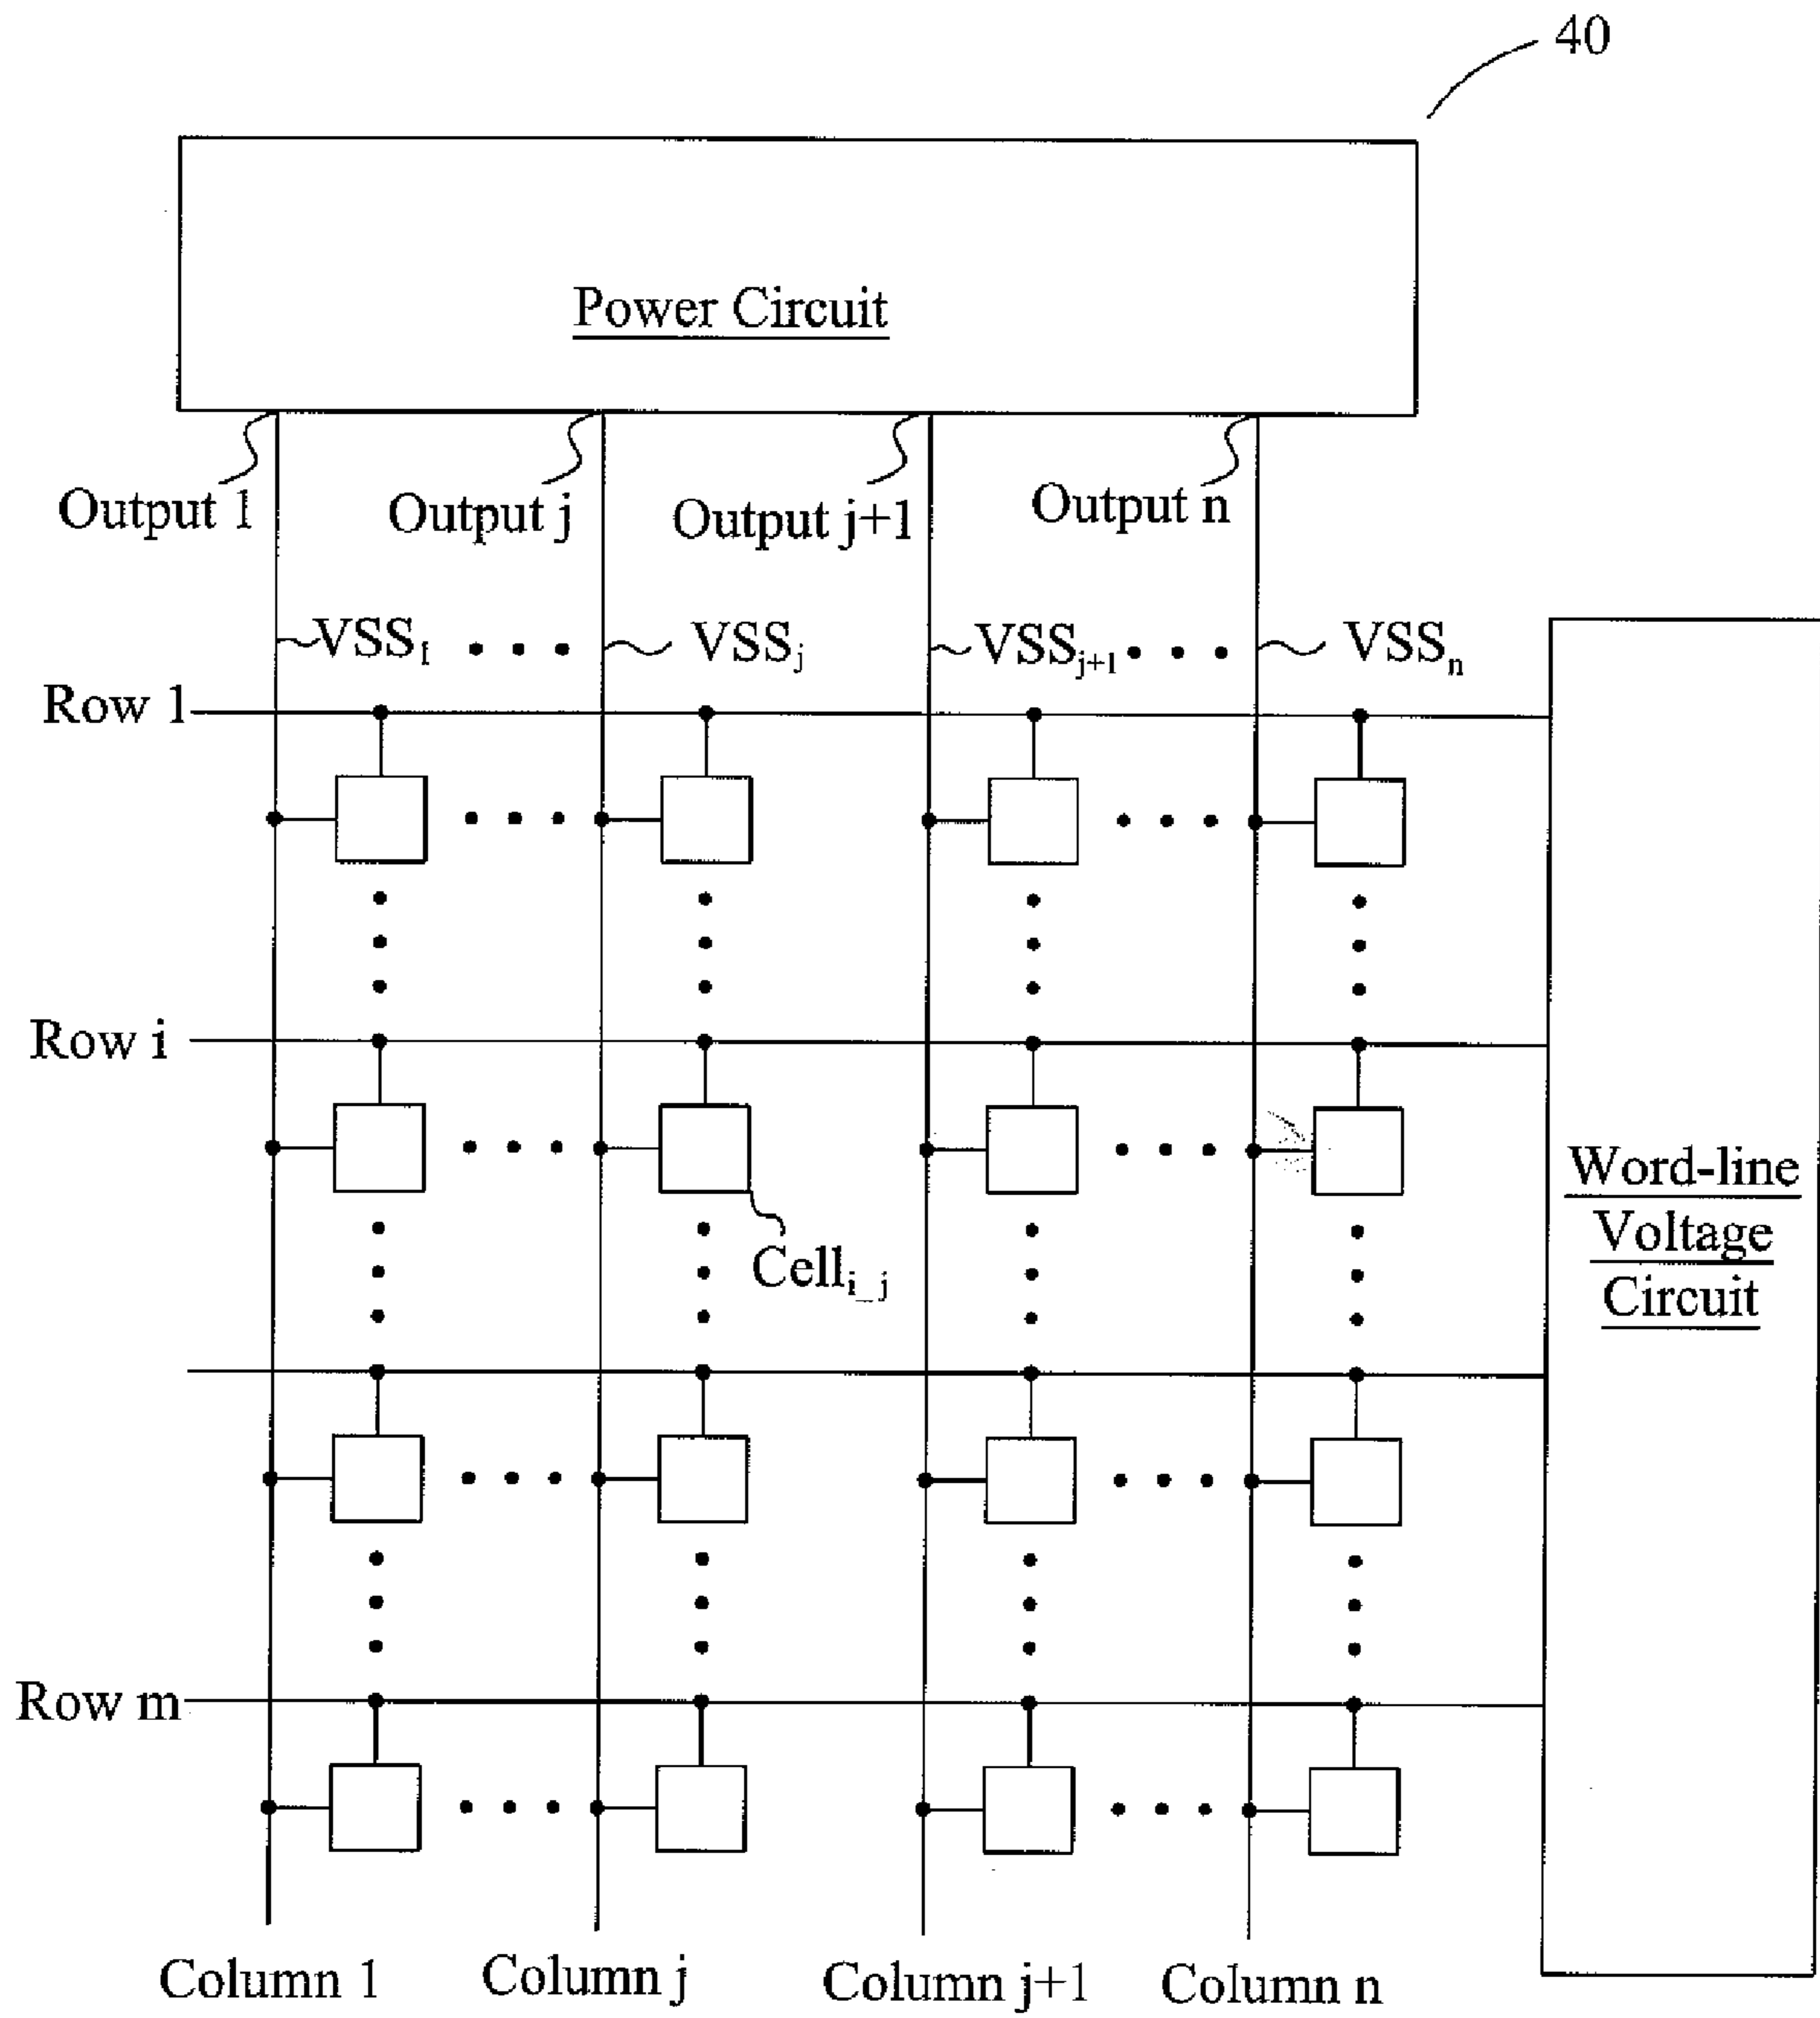 40
Power Circuit
Output 1
Output j
Output j+1
Output n
VSS1
VSSj
VSSj+1
VSSn
Row 1
Row i
Celli_j
Word-line
Voltage
Circuit
Row m
Column 1
Column j
Column j+1
Column n